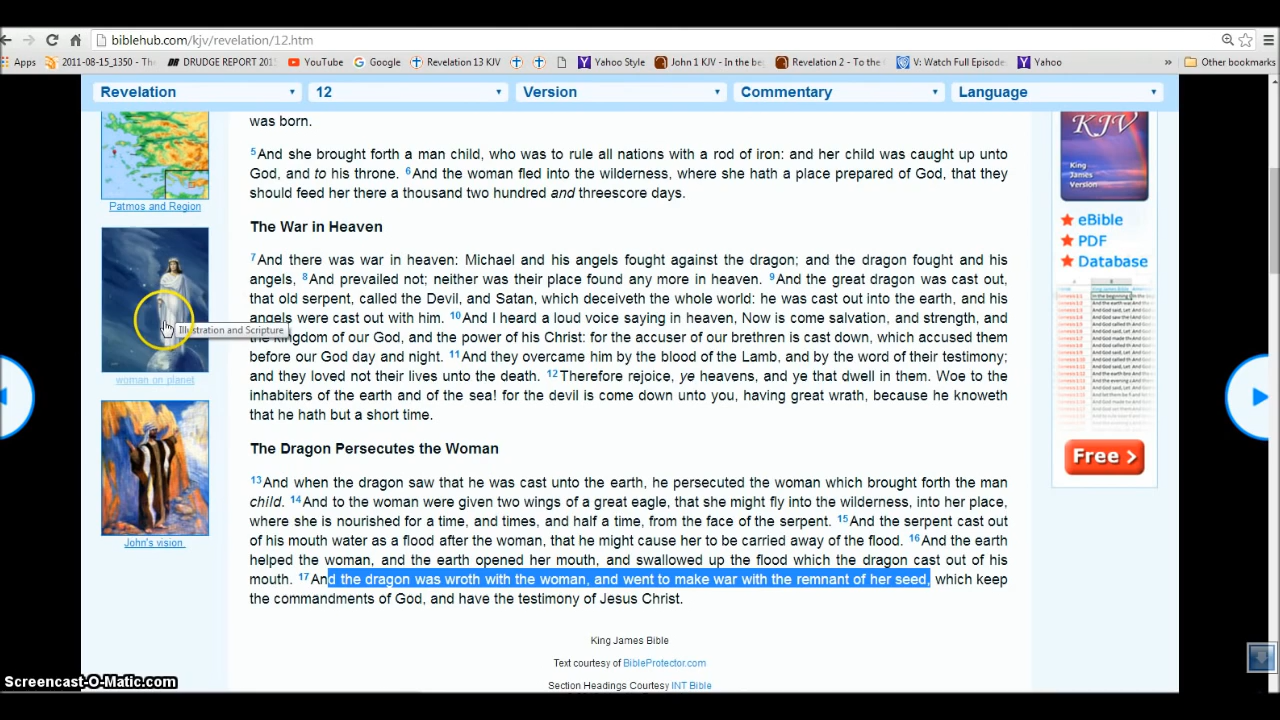 biblehub.com/kjv/revelation/12.htm
Apps 2011-08-15_1350 - The DRUDGE REPORT 201 YouTube Google Revelation 13 KJV Yahoo Style John 1 KJV - In the be Revelation 2 - To the V: Watch Full Episode Yahoo » Other bookmarks
Revelation 12 Version Commentary Language
was born.
5And she brought forth a man child, who was to rule all nations with a rod of iron: and her child was caught up unto
God, and to his throne. 6And the woman fled into the wilderness, where she hath a place prepared of God, that they
should feed her there a thousand two hundred and threescore days.
The War in Heaven
7And there was war in heaven: Michael and his angels fought against the dragon; and the dragon fought and his
angels, 8And prevailed not; neither was their place found any more in heaven. 9And the great dragon was cast out,
that old serpent, called the Devil, and Satan, which deceiveth the whole world: he was cast out into the earth, and his
angels were cast out with him. 10And I heard a loud voice saying in heaven, Now is come salvation, and strength, and
the kingdom of our God, and the power of his Christ: for the accuser of our brethren is cast down, which accused them
before our God day and night. 11And they overcame him by the blood of the Lamb, and by the word of their testimony;
and they loved not their lives unto the death. 12Therefore rejoice, ye heavens, and ye that dwell in them. Woe to the
inhabiters of the earth and of the sea! for the devil is come down unto you, having great wrath, because he knoweth
that he hath but a short time.
The Dragon Persecutes the Woman
13And when the dragon saw that he was cast unto the earth, he persecuted the woman which brought forth the man
child. 14And to the woman were given two wings of a great eagle, that she might fly into the wilderness, into her place,
where she is nourished for a time, and times, and half a time, from the face of the serpent. 15And the serpent cast out
of his mouth water as a flood after the woman, that he might cause her to be carried away of the flood. 16And the earth
helped the woman, and the earth opened her mouth, and swallowed up the flood which the dragon cast out of his
mouth. 17And the dragon was wroth with the woman, and went to make war with the remnant of her seed, which keep
the commandments of God, and have the testimony of Jesus Christ.
King James Bible
Text courtesy of BibleProtector.com
Section Headings Courtesy INT Bible
Patmos and Region
Illustration and Scripture
woman on planet
John's vision
KJV
King
James
Version
eBible
PDF
Database
Free >
Screencast-O-Matic.com